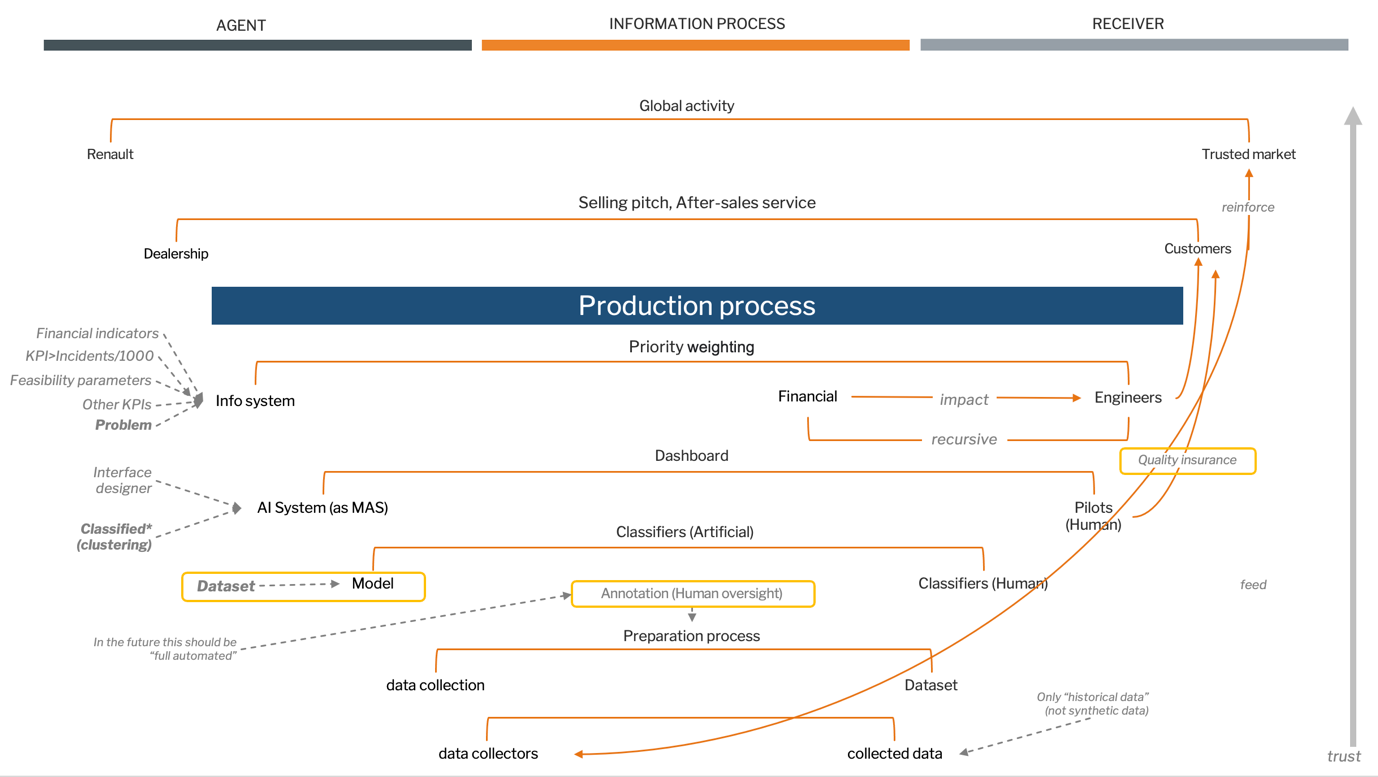 AGENT
INFORMATION PROCESS
RECEIVER
Global activity
Renault
Trusted market
Selling pitch, After-sales service
reinforce
Dealership
Customers
Production process
Financial indicators
KPI>Incidents/1000
Feasibility parameters
Other KPIs
Problem
Priority weighting
Info system
Financial
impact
Engineers
recursive
Quality insurance
Dashboard
Interface
designer
Classified*
(clustering)
AI System (as MAS)
Pilots
(Human)
Classifiers (Artificial)
Dataset
Model
Classifiers (Human)
feed
Annotation (Human oversight)
In the future this should be
“full automated”
Preparation process
data collection
Dataset
Only “historical data”
(not synthetic data)
data collectors
collected data
trust